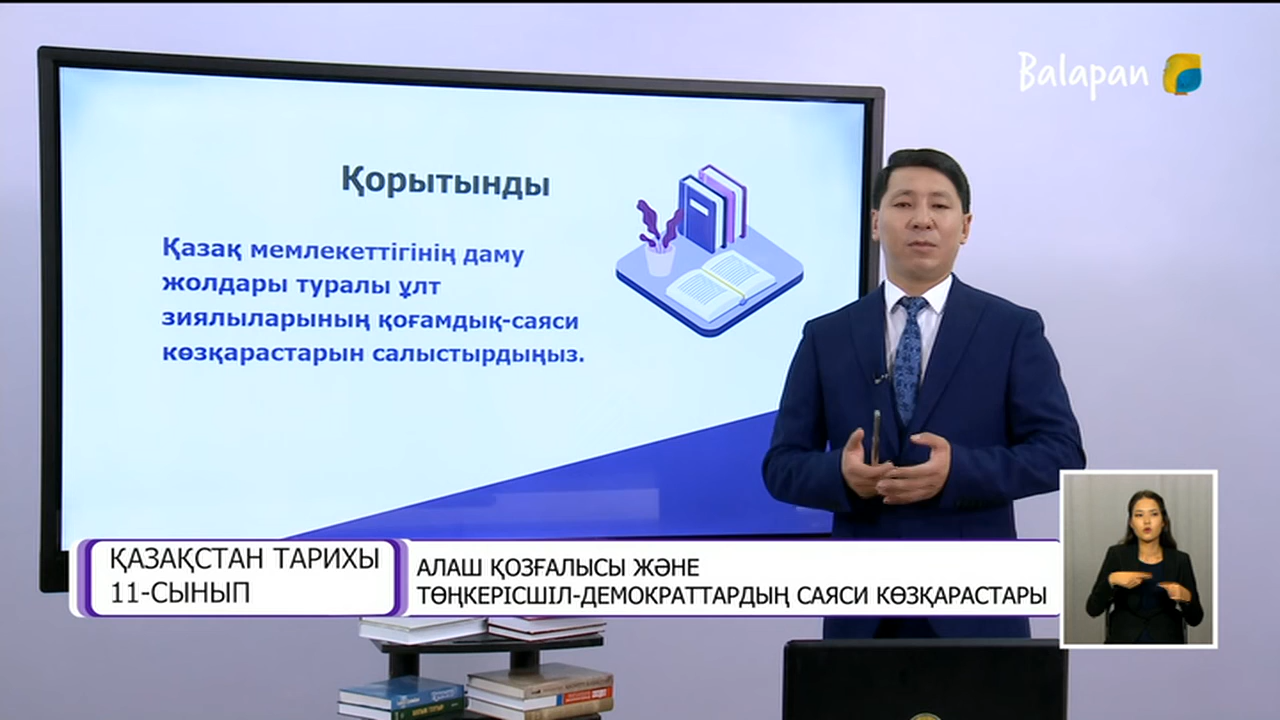 Balapan
Қорытынды
Қазақ мемлекеттігінің даму
жолдары туралы ұлт
зиялыларының қоғамдық-саяси
көзқарастарын салыстырдыңыз.
ҚАЗАҚСТАН ТАРИХЫ
11-СЫНЫП
АЛАШ ҚОЗҒАЛЫСЫ ЖӘНЕ
ТӨҢКЕРІСШІЛ-ДЕМОКРАТТАРДЫҢ САЯСИ КӨЗҚАРАСТАРЫ